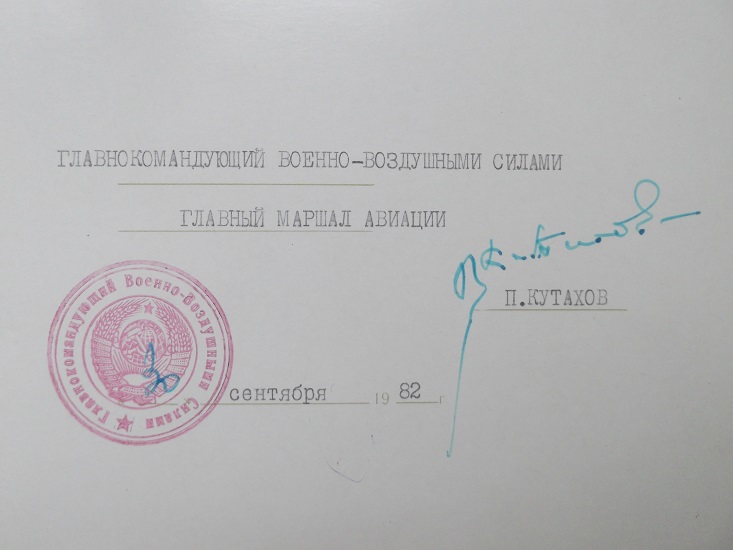 ГЛАВНОКОМАНДУЮЩИЙ ВОЕННО-ВОЗДУШНЫМИ СИЛАМИ
ГЛАВНЫЙ МАРШАЛ АВИАЦИИ
П.КУТАХОВ
Главнокомандующий Военно-Воздушными Силами
сентября 1982 г